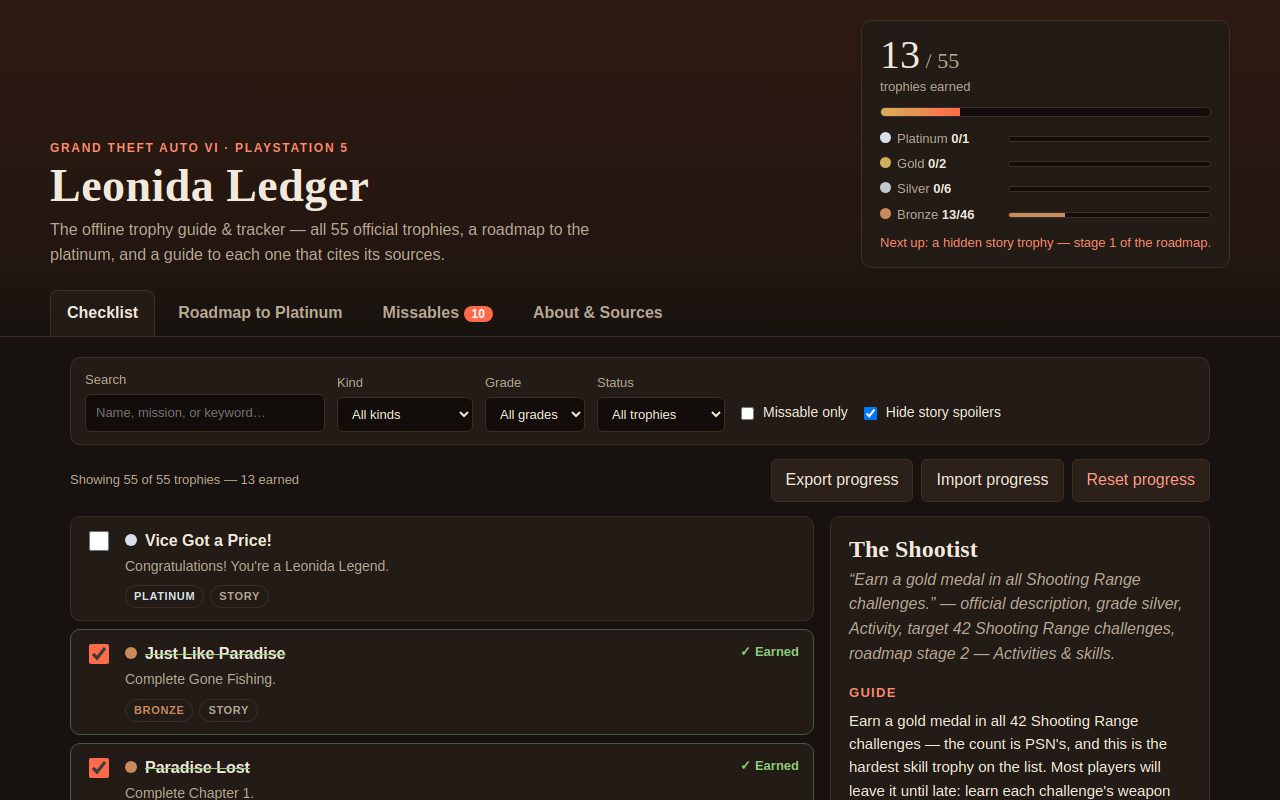 13 / 55
trophies earned
Platinum 0/1
Gold 0/2
Silver 0/6
Bronze 13/46
Next up: a hidden story trophy — stage 1 of the roadmap.
GRAND THEFT AUTO VI · PLAYSTATION 5
Leonida Ledger
The offline trophy guide & tracker — all 55 official trophies, a roadmap to the
platinum, and a guide to each one that cites its sources.
Checklist
Roadmap to Platinum
Missables 10
About & Sources
Search
Name, mission, or keyword…
Kind
All kinds
Grade
All grades
Status
All trophies
Missable only
Hide story spoilers
Showing 55 of 55 trophies — 13 earned
Export progress
Import progress
Reset progress
Vice Got a Price!
Congratulations! You're a Leonida Legend.
PLATINUM STORY
Just Like Paradise
✓ Earned
Complete Gone Fishing.
BRONZE STORY
Paradise Lost
✓ Earned
Complete Chapter 1.
The Shootist
“Earn a gold medal in all Shooting Range
challenges.” — official description, grade silver,
Activity, target 42 Shooting Range challenges,
roadmap stage 2 — Activities & skills.
GUIDE
Earn a gold medal in all 42 Shooting Range
challenges — the count is PSN's, and this is the
hardest skill trophy on the list. Most players will
leave it until late: learn each challenge's weapon